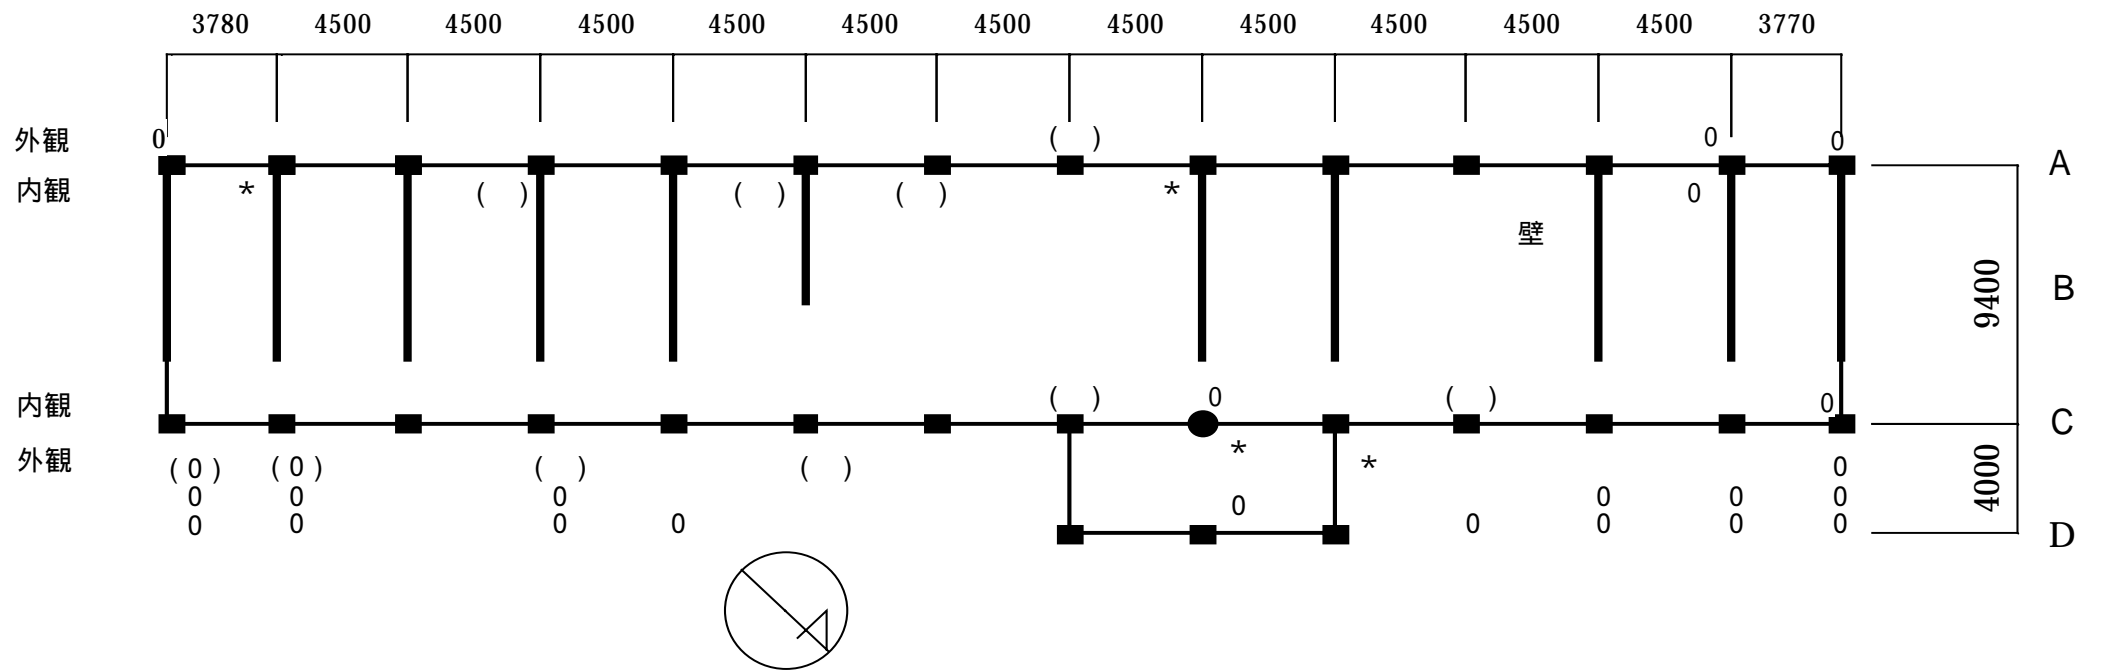 3780 4500 4500 4500 4500 4500 4500 4500 4500 4500 4500 4500 3770
外観 0 ( ) 0 0 A
内観 * ( ) ( ) ( ) * 0
壁
9400 B
内観 ( ) 0 ( ) 0 C
* 
外観 (0) (0) ( ) ( ) * 0
0 0 0 0 0 0 0 4000
0 0 0 0 0 0 0 0 D